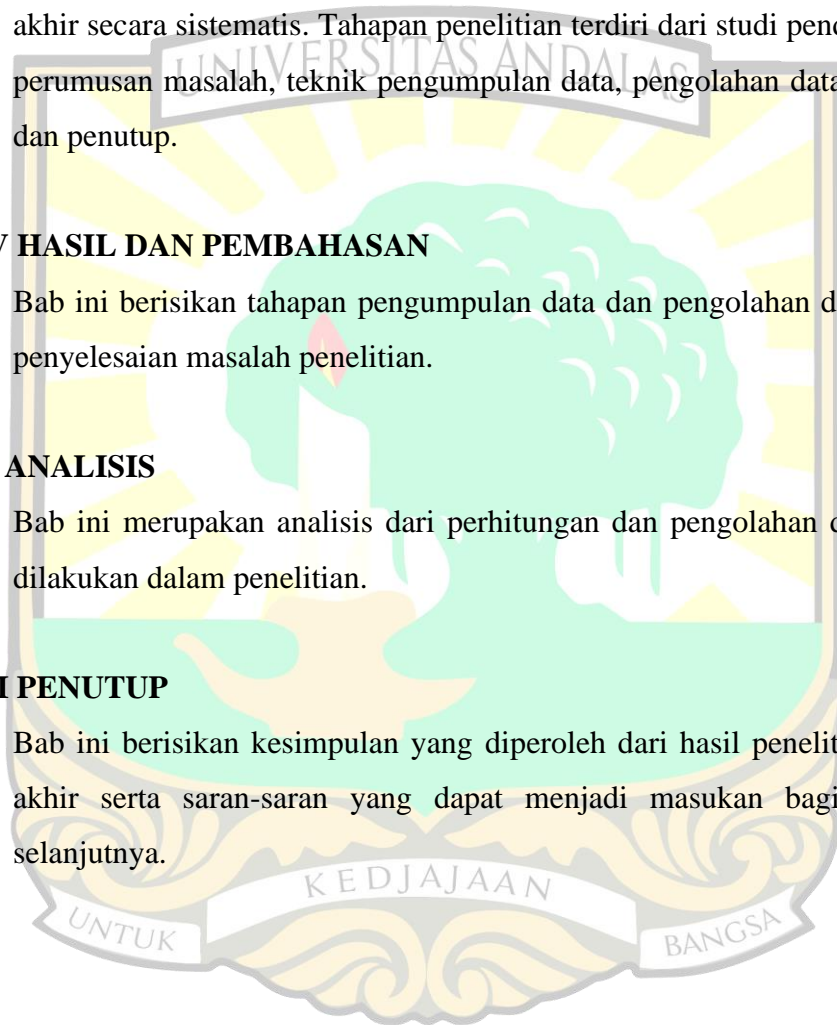 akhir secara sistematis. Tahapan penelitian terdiri dari studi
perumusan masalah, teknik pengumpulan data, pengolahan data
dan penutup.
UNIVERSITAS ANDALAS
HASIL DAN PEMBAHASAN
Bab ini berisikan tahapan pengumpulan data dan pengolahan
penyelesaian masalah penelitian.
ANALISIS
Bab ini merupakan analisis dari perhitungan dan pengolahan
dilakukan dalam penelitian.
PENUTUP
Bab ini berisikan kesimpulan yang diperoleh dari hasil
akhir serta saran-saran yang dapat menjadi masukan bagi
selanjutnya.
UNTUK KEDJAJAAN BANGSA